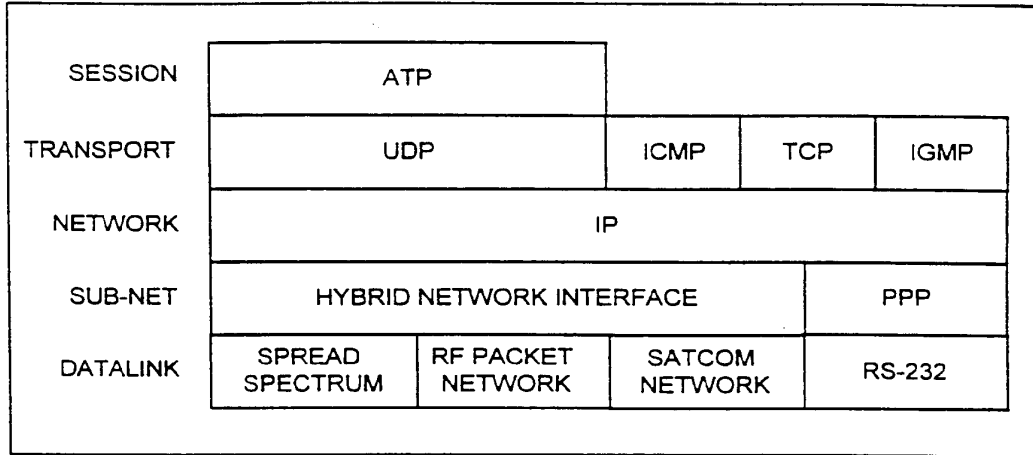 SESSION ATP
TRANSPORT UDP ICMP TCP IGMP
NETWORK IP
SUB-NET HYBRID NETWORK INTERFACE PPP
DATALINK SPREAD SPECTRUM RF PACKET NETWORK SATCOM NETWORK RS-232